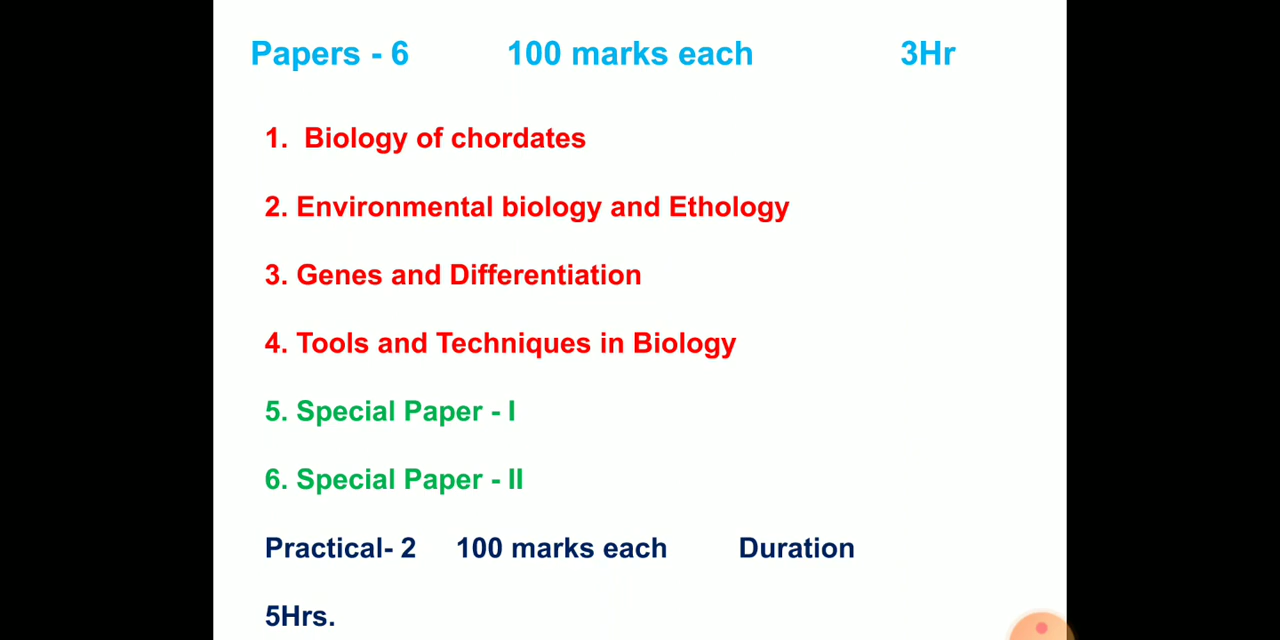 Papers - 6 100 marks each 3Hr
1. Biology of chordates
2. Environmental biology and Ethology
3. Genes and Differentiation
4. Tools and Techniques in Biology
5. Special Paper - I
6. Special Paper - II
Practical- 2 100 marks each Duration
5Hrs.